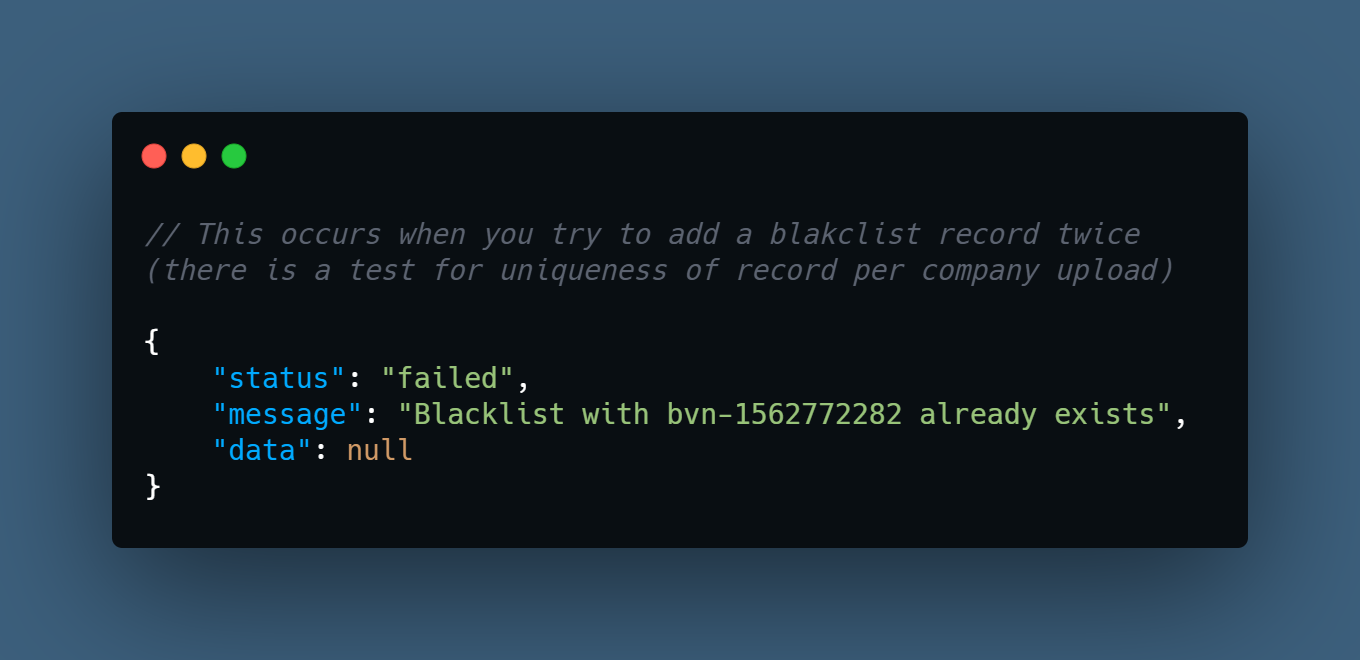 // This occurs when you try to add a blakclist record twice
(there is a test for uniqueness of record per company upload)
{
    "status": "failed",
    "message": "Blacklist with bvn-1562772282 already exists",
    "data": null
}